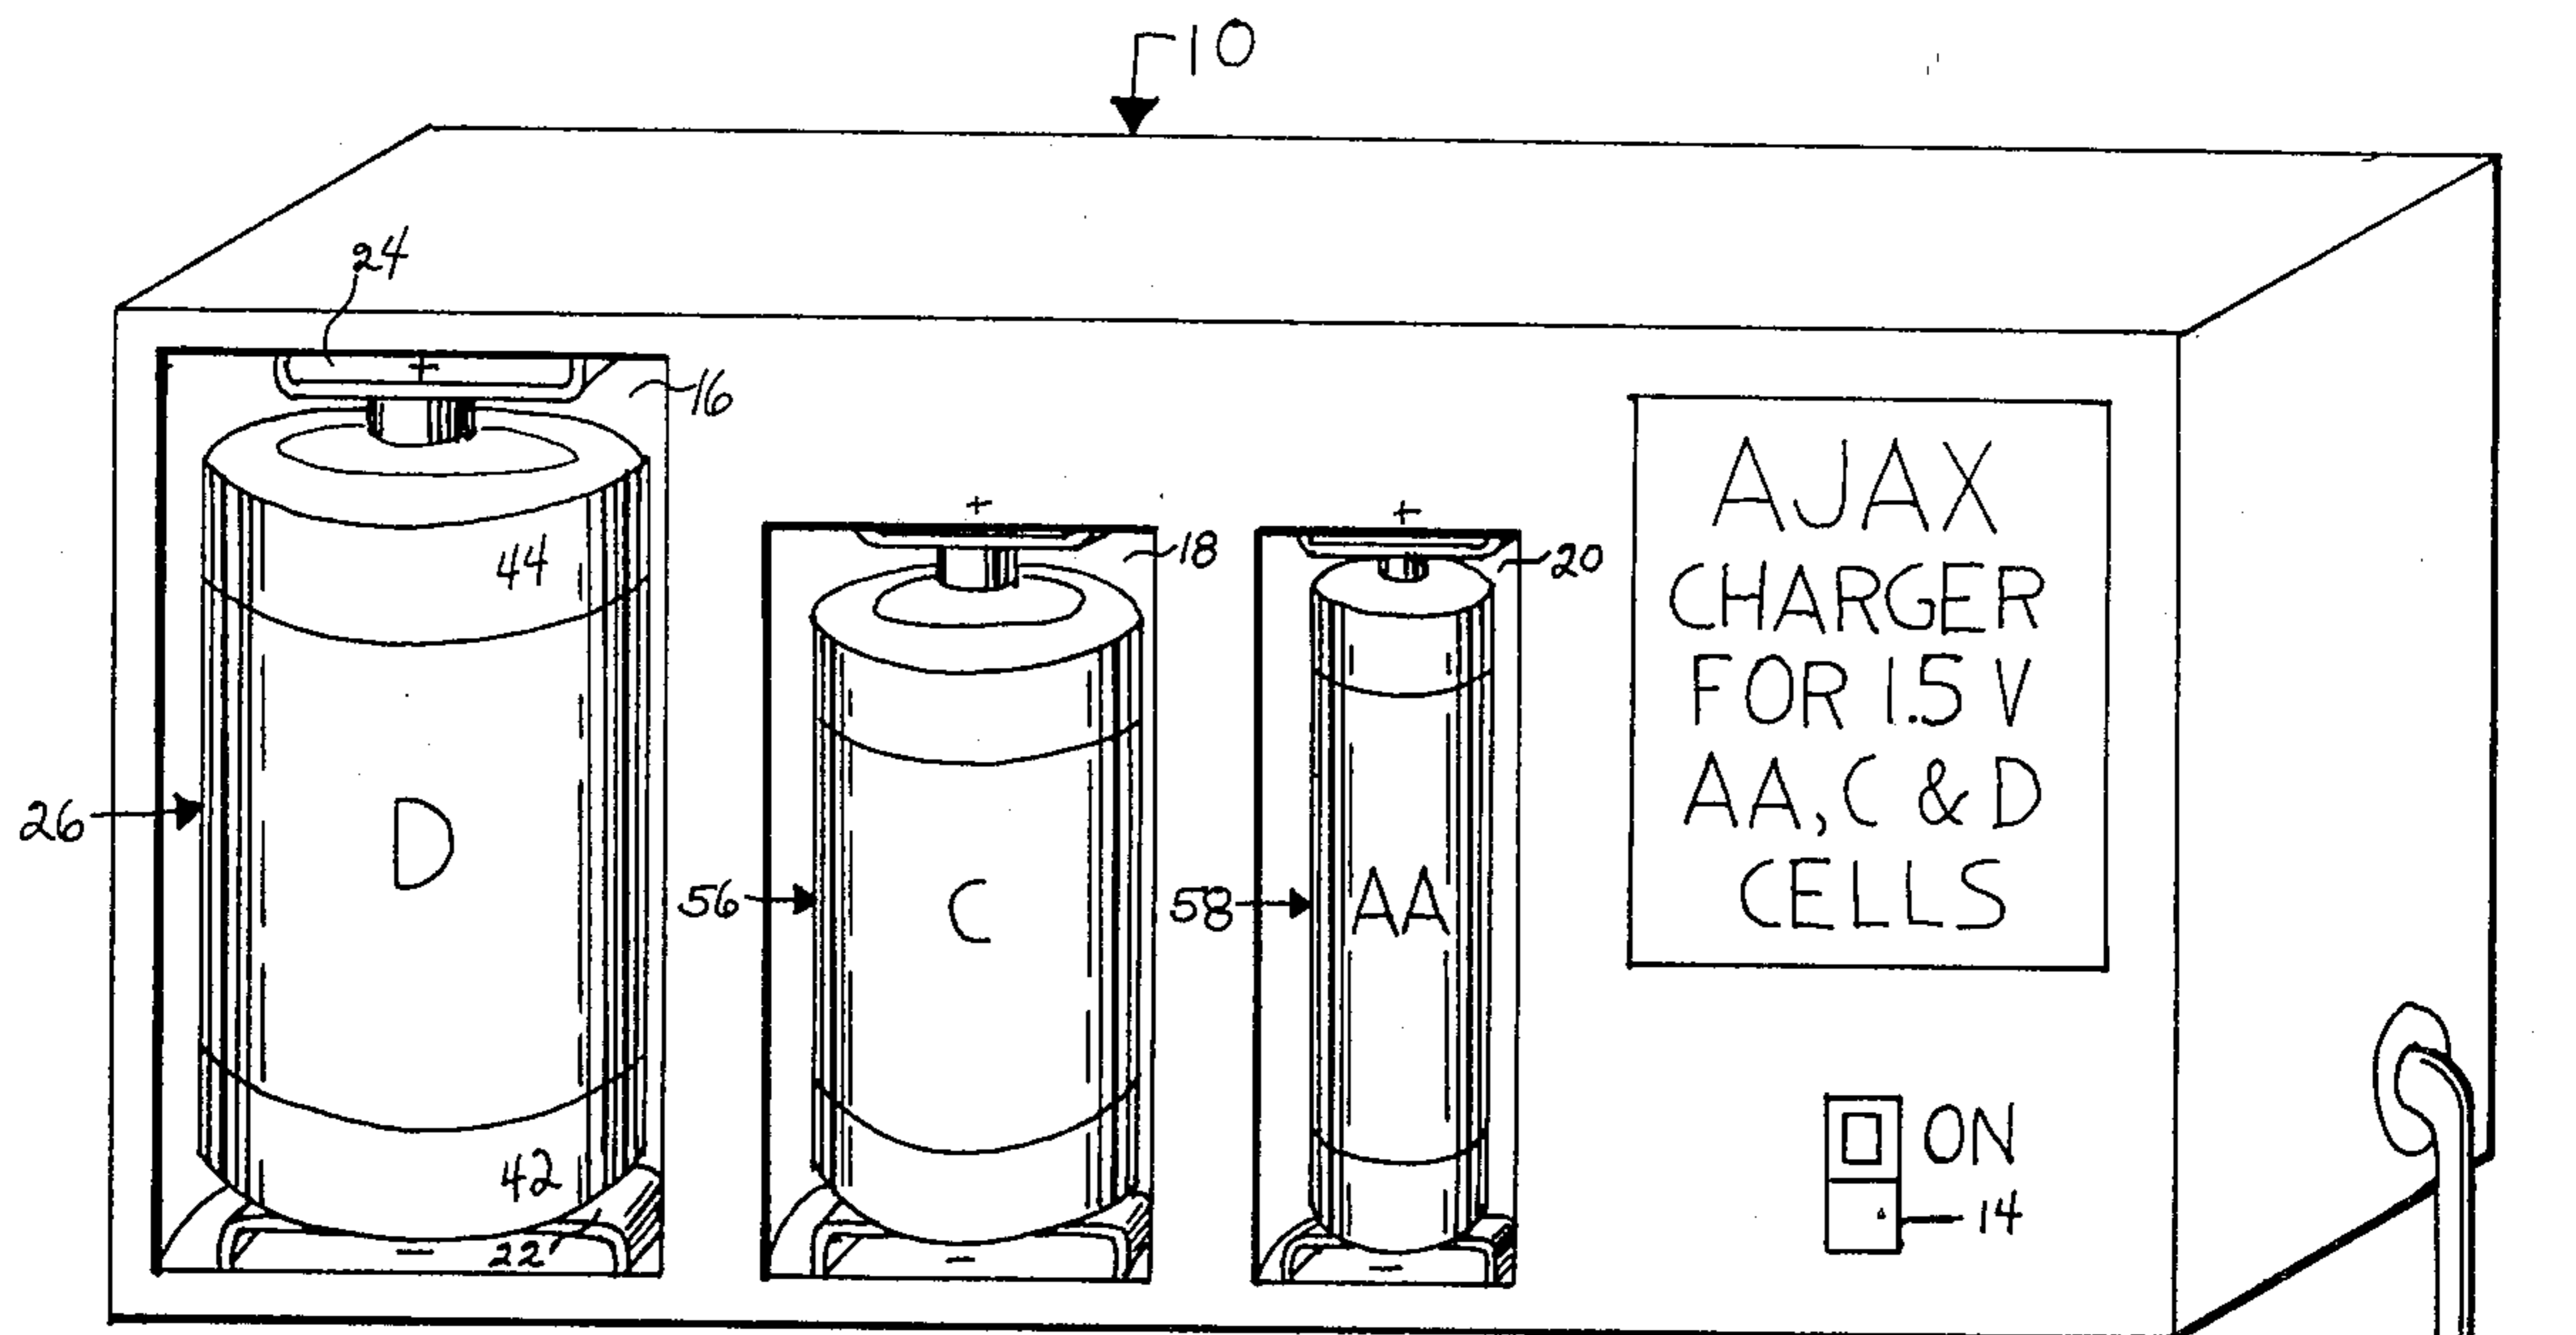 10
24
+
16
+
+
18
20
44
AJAX
CHARGER
FOR 1.5 V
AA, C & D
CELLS
26
D
56
C
58
AA
42
22'
ON
14
−
−
−